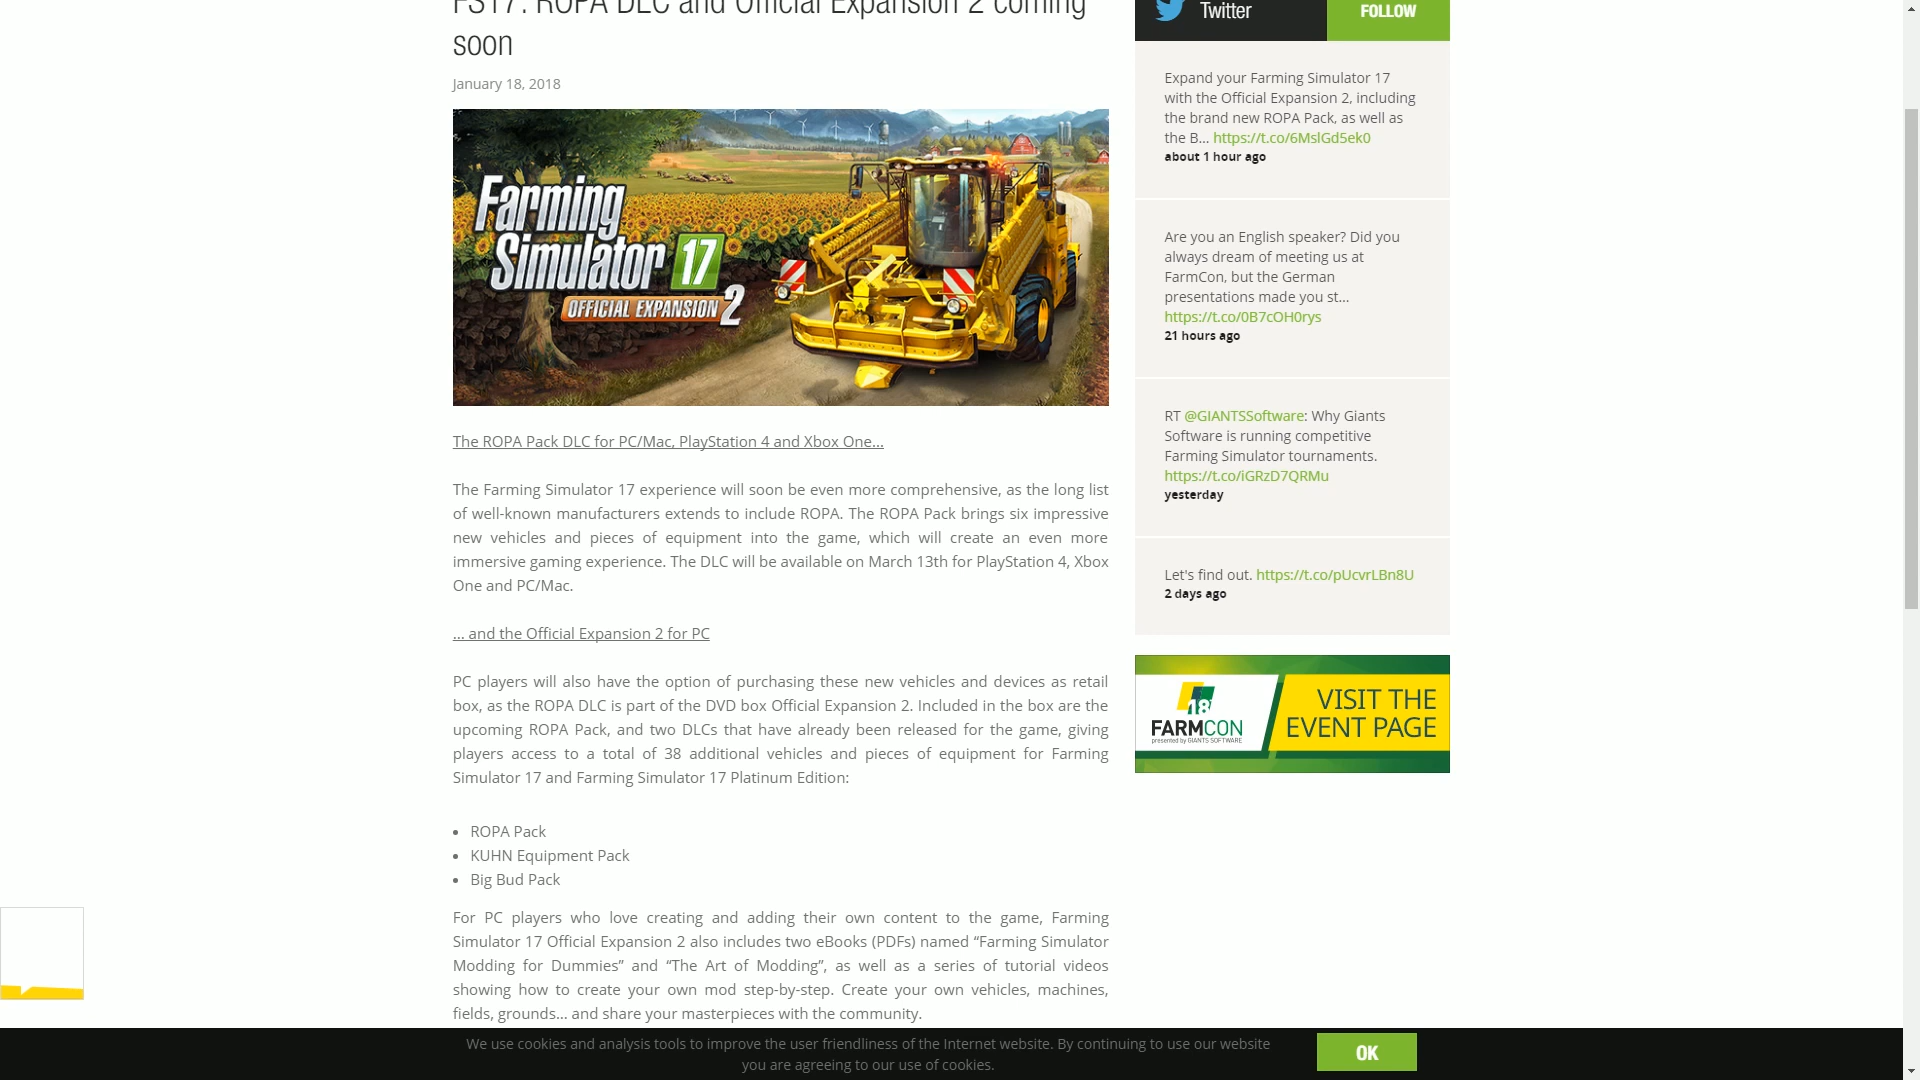 FS17: ROPA DLC and Official Expansion 2 coming
soon
January 18, 2018
Farming
Simulator 17
OFFICIAL EXPANSION 2
The ROPA Pack DLC for PC/Mac, PlayStation 4 and Xbox One...
The Farming Simulator 17 experience will soon be even more comprehensive, as the long list
of well-known manufacturers extends to include ROPA. The ROPA Pack brings six impressive
new vehicles and pieces of equipment into the game, which will create an even more
immersive gaming experience. The DLC will be available on March 13th for PlayStation 4, Xbox
One and PC/Mac.
... and the Official Expansion 2 for PC
PC players will also have the option of purchasing these new vehicles and devices as retail
box, as the ROPA DLC is part of the DVD box Official Expansion 2. Included in the box are the
upcoming ROPA Pack, and two DLCs that have already been released for the game, giving
players access to a total of 38 additional vehicles and pieces of equipment for Farming
Simulator 17 and Farming Simulator 17 Platinum Edition:
• ROPA Pack
• KUHN Equipment Pack
• Big Bud Pack
For PC players who love creating and adding their own content to the game, Farming
Simulator 17 Official Expansion 2 also includes two eBooks (PDFs) named “Farming Simulator
Modding for Dummies” and “The Art of Modding”, as well as a series of tutorial videos
showing how to create your own mod step-by-step. Create your own vehicles, machines,
fields, grounds... and share your masterpieces with the community.
Twitter
FOLLOW
Expand your Farming Simulator 17
with the Official Expansion 2, including
the brand new ROPA Pack, as well as
the B... https://t.co/6MslGd5ek0
about 1 hour ago
Are you an English speaker? Did you
always dream of meeting us at
FarmCon, but the German
presentations made you st...
https://t.co/0B7cOH0rys
21 hours ago
RT @GIANTSSoftware: Why Giants
Software is running competitive
Farming Simulator tournaments.
https://t.co/iGRzD7QRMu
yesterday
Let's find out. https://t.co/pUcvrLBn8U
2 days ago
18
FARMCON
presented by GIANTS SOFTWARE
VISIT THE
EVENT PAGE
We use cookies and analysis tools to improve the user friendliness of the Internet website. By continuing to use our website
you are agreeing to our use of cookies.
OK